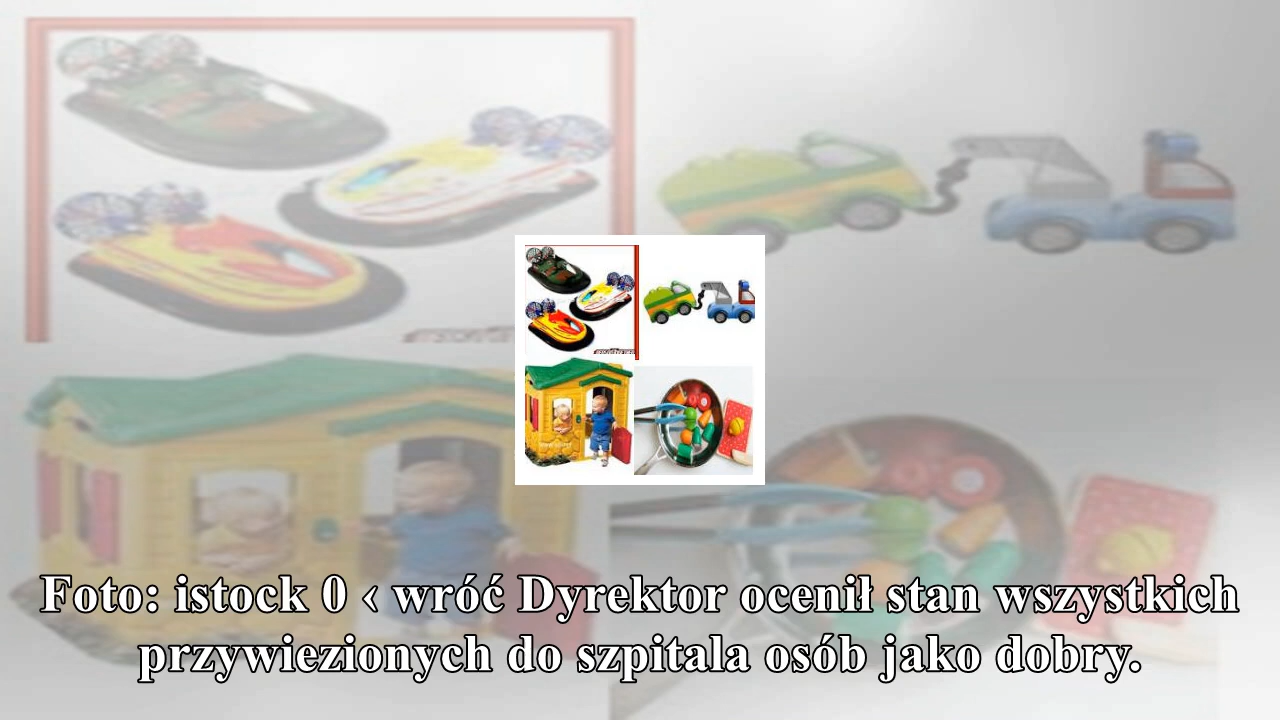 Foto: istock 0 ‹ wróć Dyrektor ocenił stan wszystkich
przywiezionych do szpitala osób jako dobry.